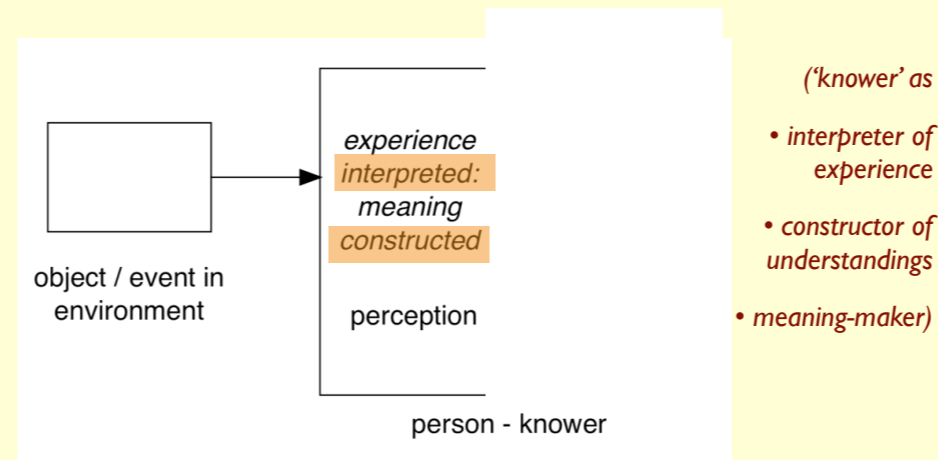 experience
interpreted:
meaning
constructed
perception
object / event in
environment
person - knower
(‘knower’ as
• interpreter of
experience
• constructor of
understandings
• meaning-maker)